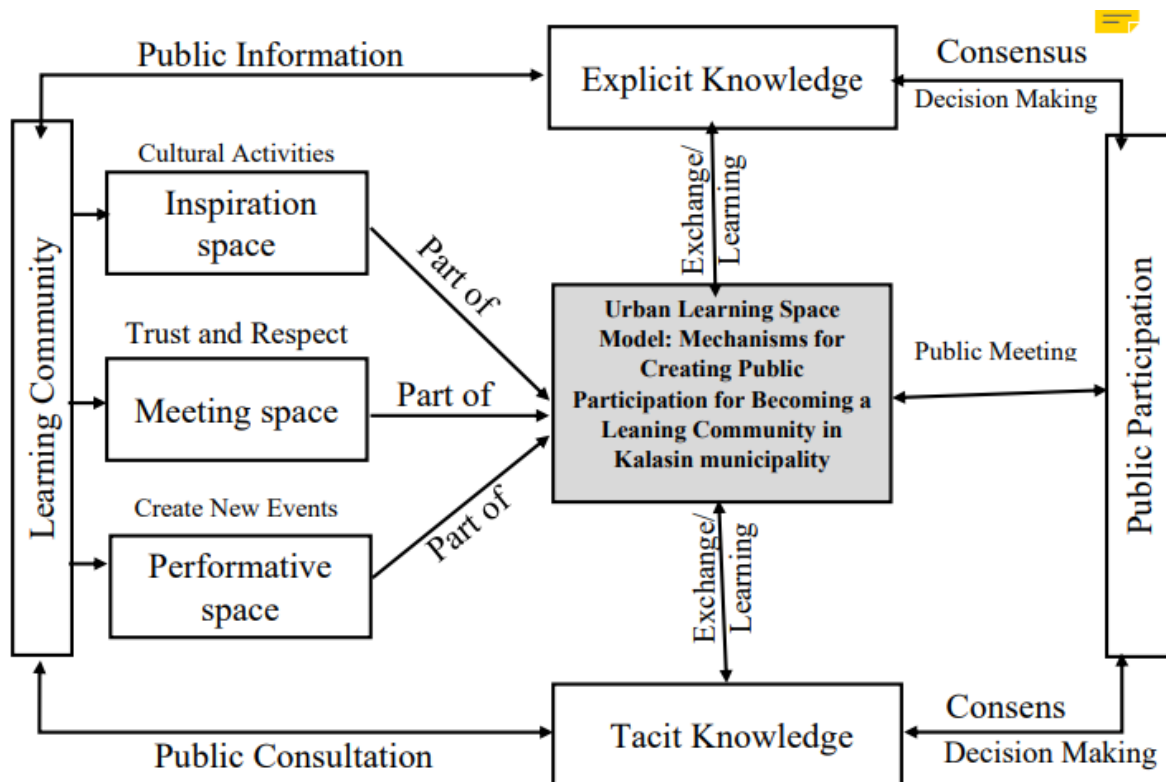 Public Information
Explicit Knowledge
Consensus
Decision Making
Learning Community
Cultural Activities
Inspiration
space
Part of
Exchange/
Learning
Trust and Respect
Meeting space
Part of
Urban Learning Space
Model: Mechanisms for
Creating Public
Participation for Becoming a
Leaning Community in
Kalasin municipality
Public Meeting
Public Participation
Create New Events
Performative
space
Part of
Exchange/
Learning
Public Consultation
Tacit Knowledge
Consens
Decision Making